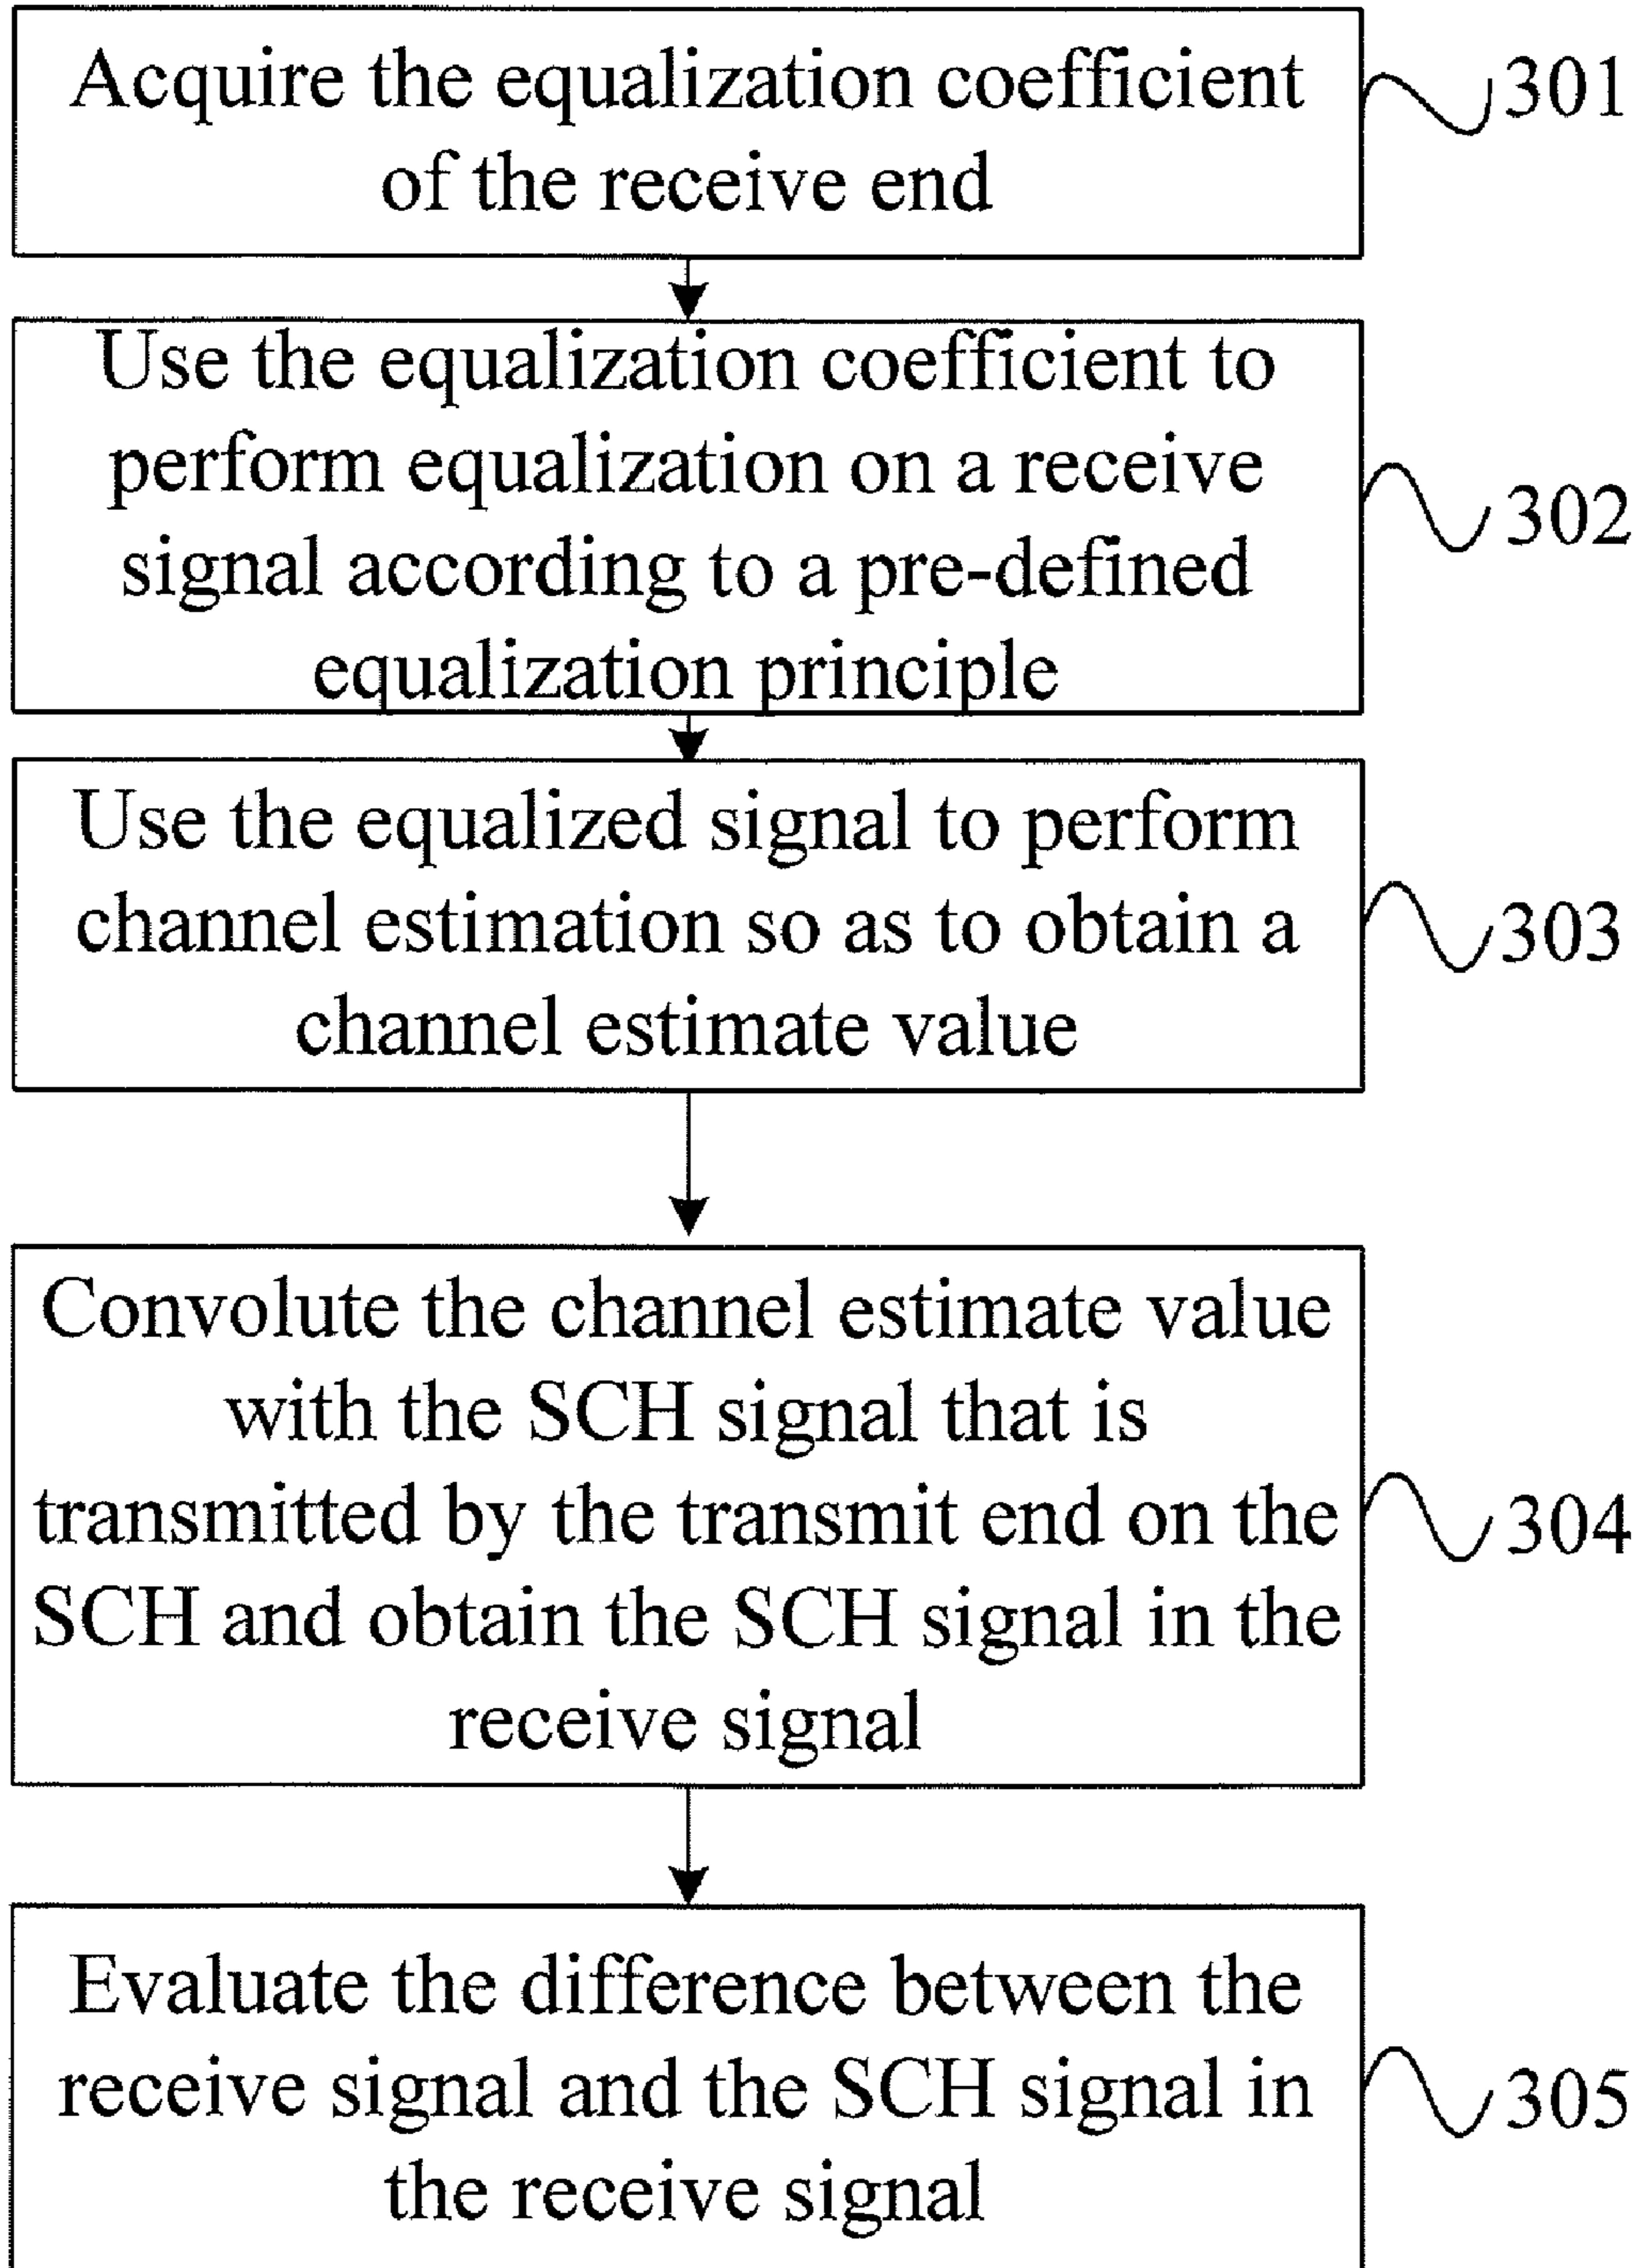 Acquire the equalization coefficient
of the receive end
301
Use the equalization coefficient to
perform equalization on a receive
signal according to a pre-defined
equalization principle
302
Use the equalized signal to perform
channel estimation so as to obtain a
channel estimate value
303
Convolute the channel estimate value
with the SCH signal that is
transmitted by the transmit end on the
SCH and obtain the SCH signal in the
receive signal
304
Evaluate the difference between the
receive signal and the SCH signal in
the receive signal
305